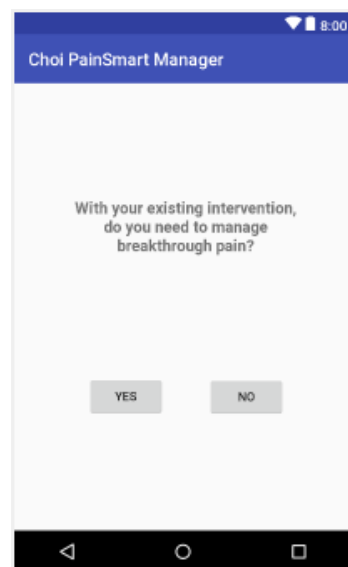 8:00
Choi PainSmart Manager
With your existing intervention,
do you need to manage
breakthrough pain?
YES NO